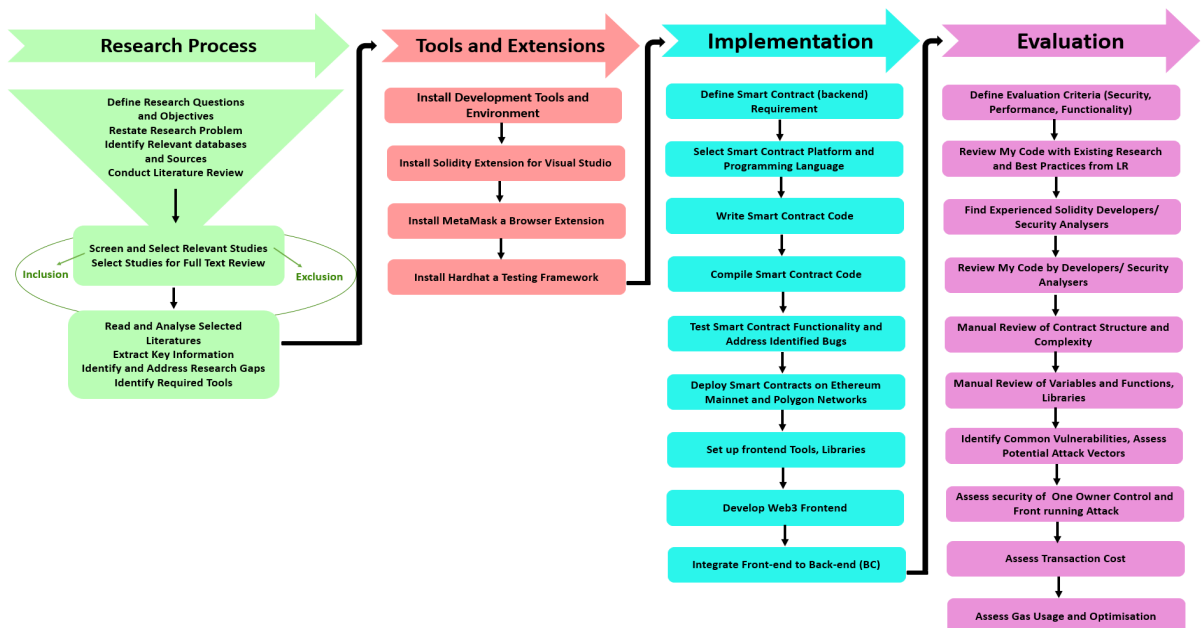 Research Process
Define Research Questions
and Objectives
Restate Research Problem
Identify Relevant databases
and Sources
Conduct Literature Review
Screen and Select Relevant Studies
Select Studies for Full Text Review
Inclusion
Exclusion
Read and Analyse Selected
Literatures
Extract Key Information
Identify and Address Research Gaps
Identify Required Tools
Tools and Extensions
Install Development Tools and
Environment
Install Solidity Extension for Visual Studio
Install MetaMask a Browser Extension
Install Hardhat a Testing Framework
Implementation
Define Smart Contract (backend)
Requirement
Select Smart Contract Platform and
Programming Language
Write Smart Contract Code
Compile Smart Contract Code
Test Smart Contract Functionality and
Address Identified Bugs
Deploy Smart Contracts on Ethereum
Mainnet and Polygon Networks
Set up frontend Tools, Libraries
Develop Web3 Frontend
Integrate Front-end to Back-end (BC)
Evaluation
Define Evaluation Criteria (Security,
Performance, Functionality)
Review My Code with Existing Research
and Best Practices from LR
Find Experienced Solidity Developers/
Security Analysers
Review My Code by Developers/ Security
Analysers
Manual Review of Contract Structure and
Complexity
Manual Review of Variables and Functions,
Libraries
Identify Common Vulnerabilities, Assess
Potential Attack Vectors
Assess security of One Owner Control and
Front running Attack
Assess Transaction Cost
Assess Gas Usage and Optimisation